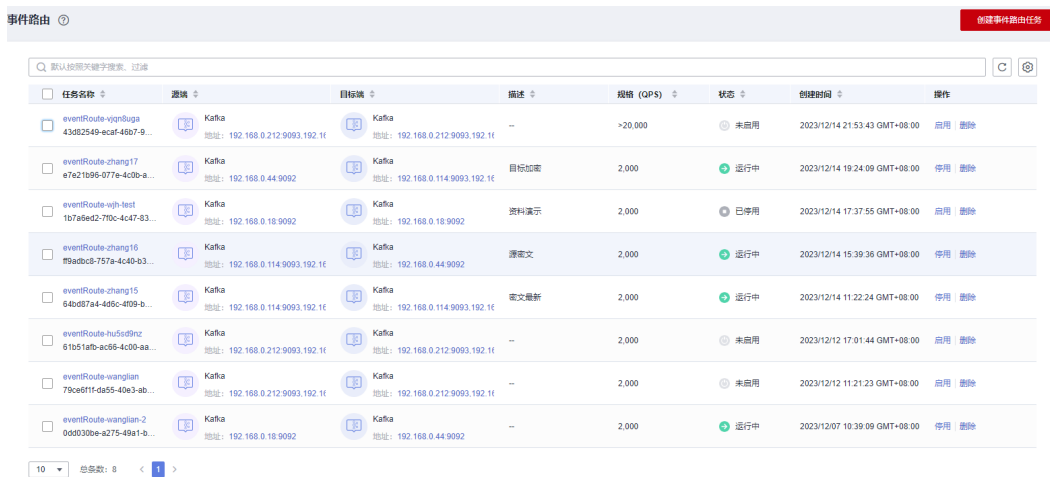 事件路由
创建事件路由任务
默认按照关键字搜索、过滤
任务名称 源端 目标端 描述 规格 (QPS) 状态 创建时间 操作
eventRoute-vjqn8uga Kafka Kafka
43d82549-ecaf-46b7-9... 地址: 192.168.0.212:9093,192.16 地址: 192.168.0.212:9093,192.16 -- >20,000 未启用 2023/12/14 21:53:43 GMT+08:00 启用 删除
eventRoute-zhang17 Kafka Kafka
e7e21b96-077e-4c0b-a... 地址: 192.168.0.44:9092 地址: 192.168.0.114:9093,192.16 目标加密 2,000 运行中 2023/12/14 19:24:09 GMT+08:00 停用 删除
eventRoute-wjh-test Kafka Kafka
1b7a6ed2-7f0c-4c47-83... 地址: 192.168.0.18:9092 地址: 192.168.0.18:9092 资料演示 2,000 已停用 2023/12/14 17:37:55 GMT+08:00 启用 删除
eventRoute-zhang16 Kafka Kafka
ff9adbc8-757a-4c40-b3... 地址: 192.168.0.114:9093,192.16 地址: 192.168.0.44:9092 源密文 2,000 运行中 2023/12/14 15:39:36 GMT+08:00 停用 删除
eventRoute-zhang15 Kafka Kafka
64bd87a4-4d6c-4f09-b... 地址: 192.168.0.114:9093,192.16 地址: 192.168.0.114:9093,192.16 密文最新 2,000 运行中 2023/12/14 11:22:24 GMT+08:00 停用 删除
eventRoute-hu5sd9nz Kafka Kafka
61b51afb-ac66-4c00-aa... 地址: 192.168.0.212:9093,192.16 地址: 192.168.0.212:9093,192.16 -- 2,000 未启用 2023/12/12 17:01:44 GMT+08:00 启用 删除
eventRoute-wanglian Kafka Kafka
79ce6f1f-da55-40e3-ab... 地址: 192.168.0.212:9093,192.16 地址: 192.168.0.212:9093,192.16 -- 2,000 未启用 2023/12/12 11:21:23 GMT+08:00 启用 删除
eventRoute-wanglian-2 Kafka Kafka
0dd030be-a275-49a1-b... 地址: 192.168.0.18:9092 地址: 192.168.0.44:9092 -- 2,000 运行中 2023/12/07 10:39:09 GMT+08:00 停用 删除
10 总条数: 8 < 1 >